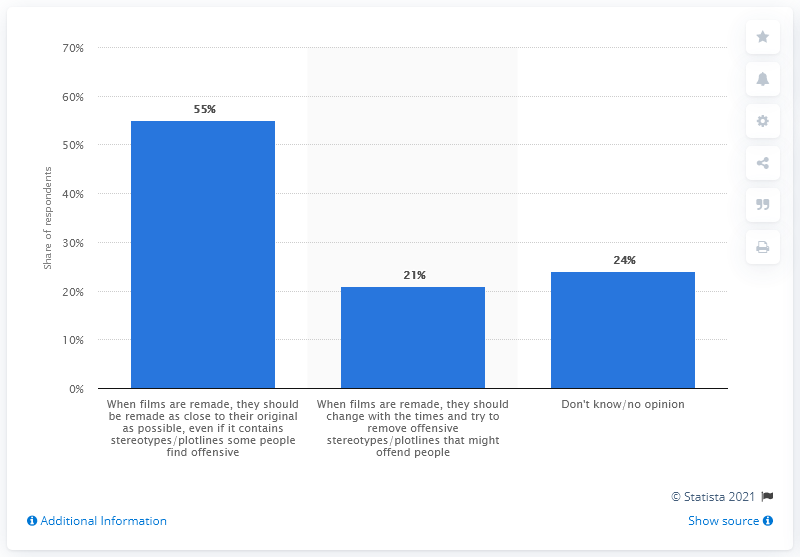 70%
60%
50%
40%
30%
20%
10%
0%
Share of respondents
55%
21%
24%
When films are remade, they should
be remade as close to their original
as possible, even if it contains
stereotypes/plotlines some people
find offensive
When films are remade, they should
change with the times and try to
remove offensive
stereotypes/plotlines that might
offend people
Don't know/no opinion
© Statista 2021
Additional Information
Show source